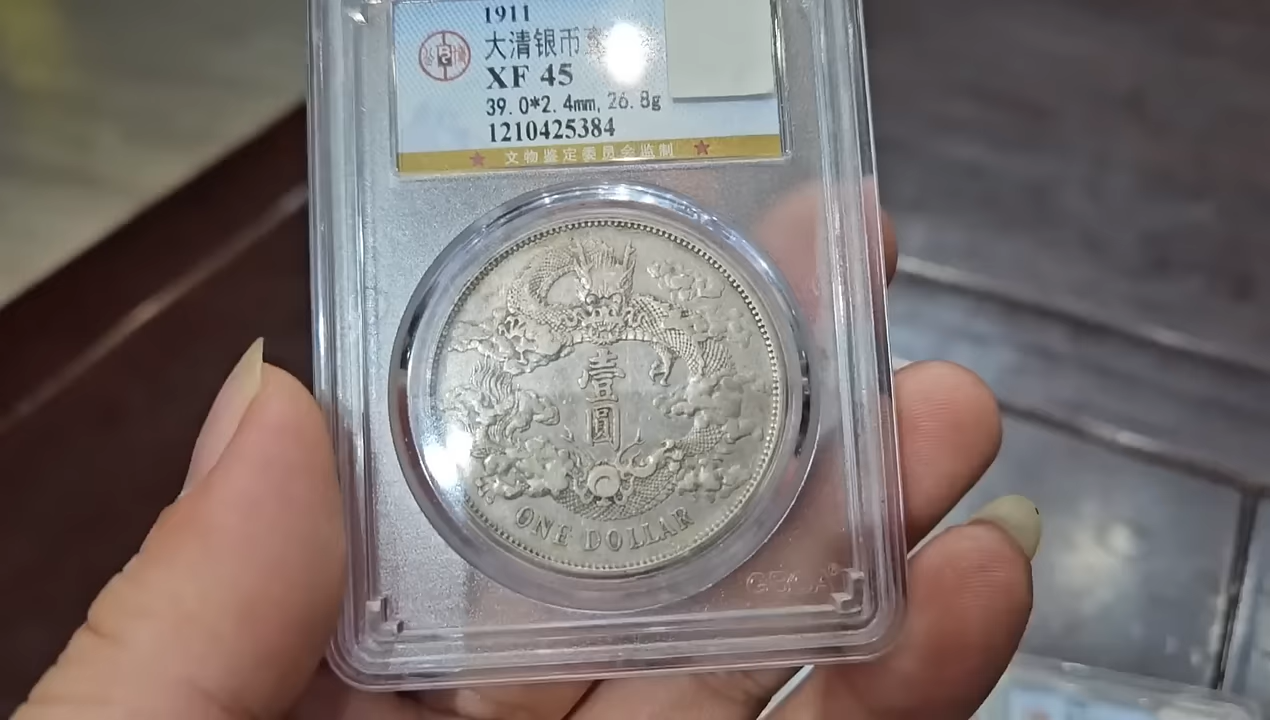 1911
大清银币
XF 45
39.0*2.4mm, 26.8g
1210425384
文物鉴定委员会监制
壹
圓
ONE DOLLAR